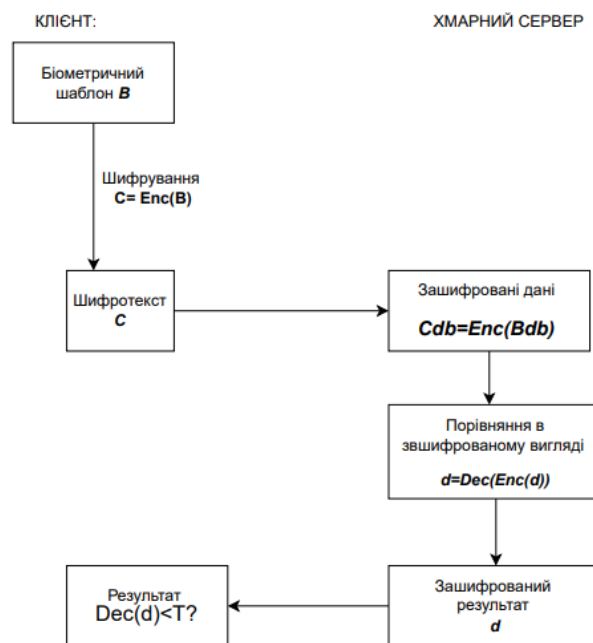 КЛІЄНТ:
ХМАРНИЙ СЕРВЕР
Біометричний
шаблон B
Шифрування
C= Enc(B)
Шифротекст
C
Зашифровані дані
Cdb=Enc(Bdb)
Порівняння в
звшифрованому вигляді
d=Dec(Enc(d))
Зашифрований
результат
d
Результат
Dec(d)<T?